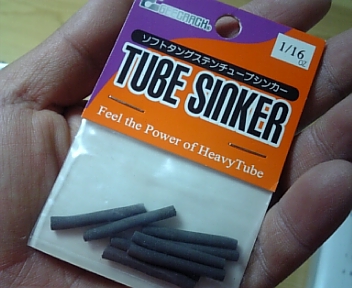 1/16
oz
ソフトタングステンチューブシンカー
TUBE SINKER
Feel the Power of HeavyTube